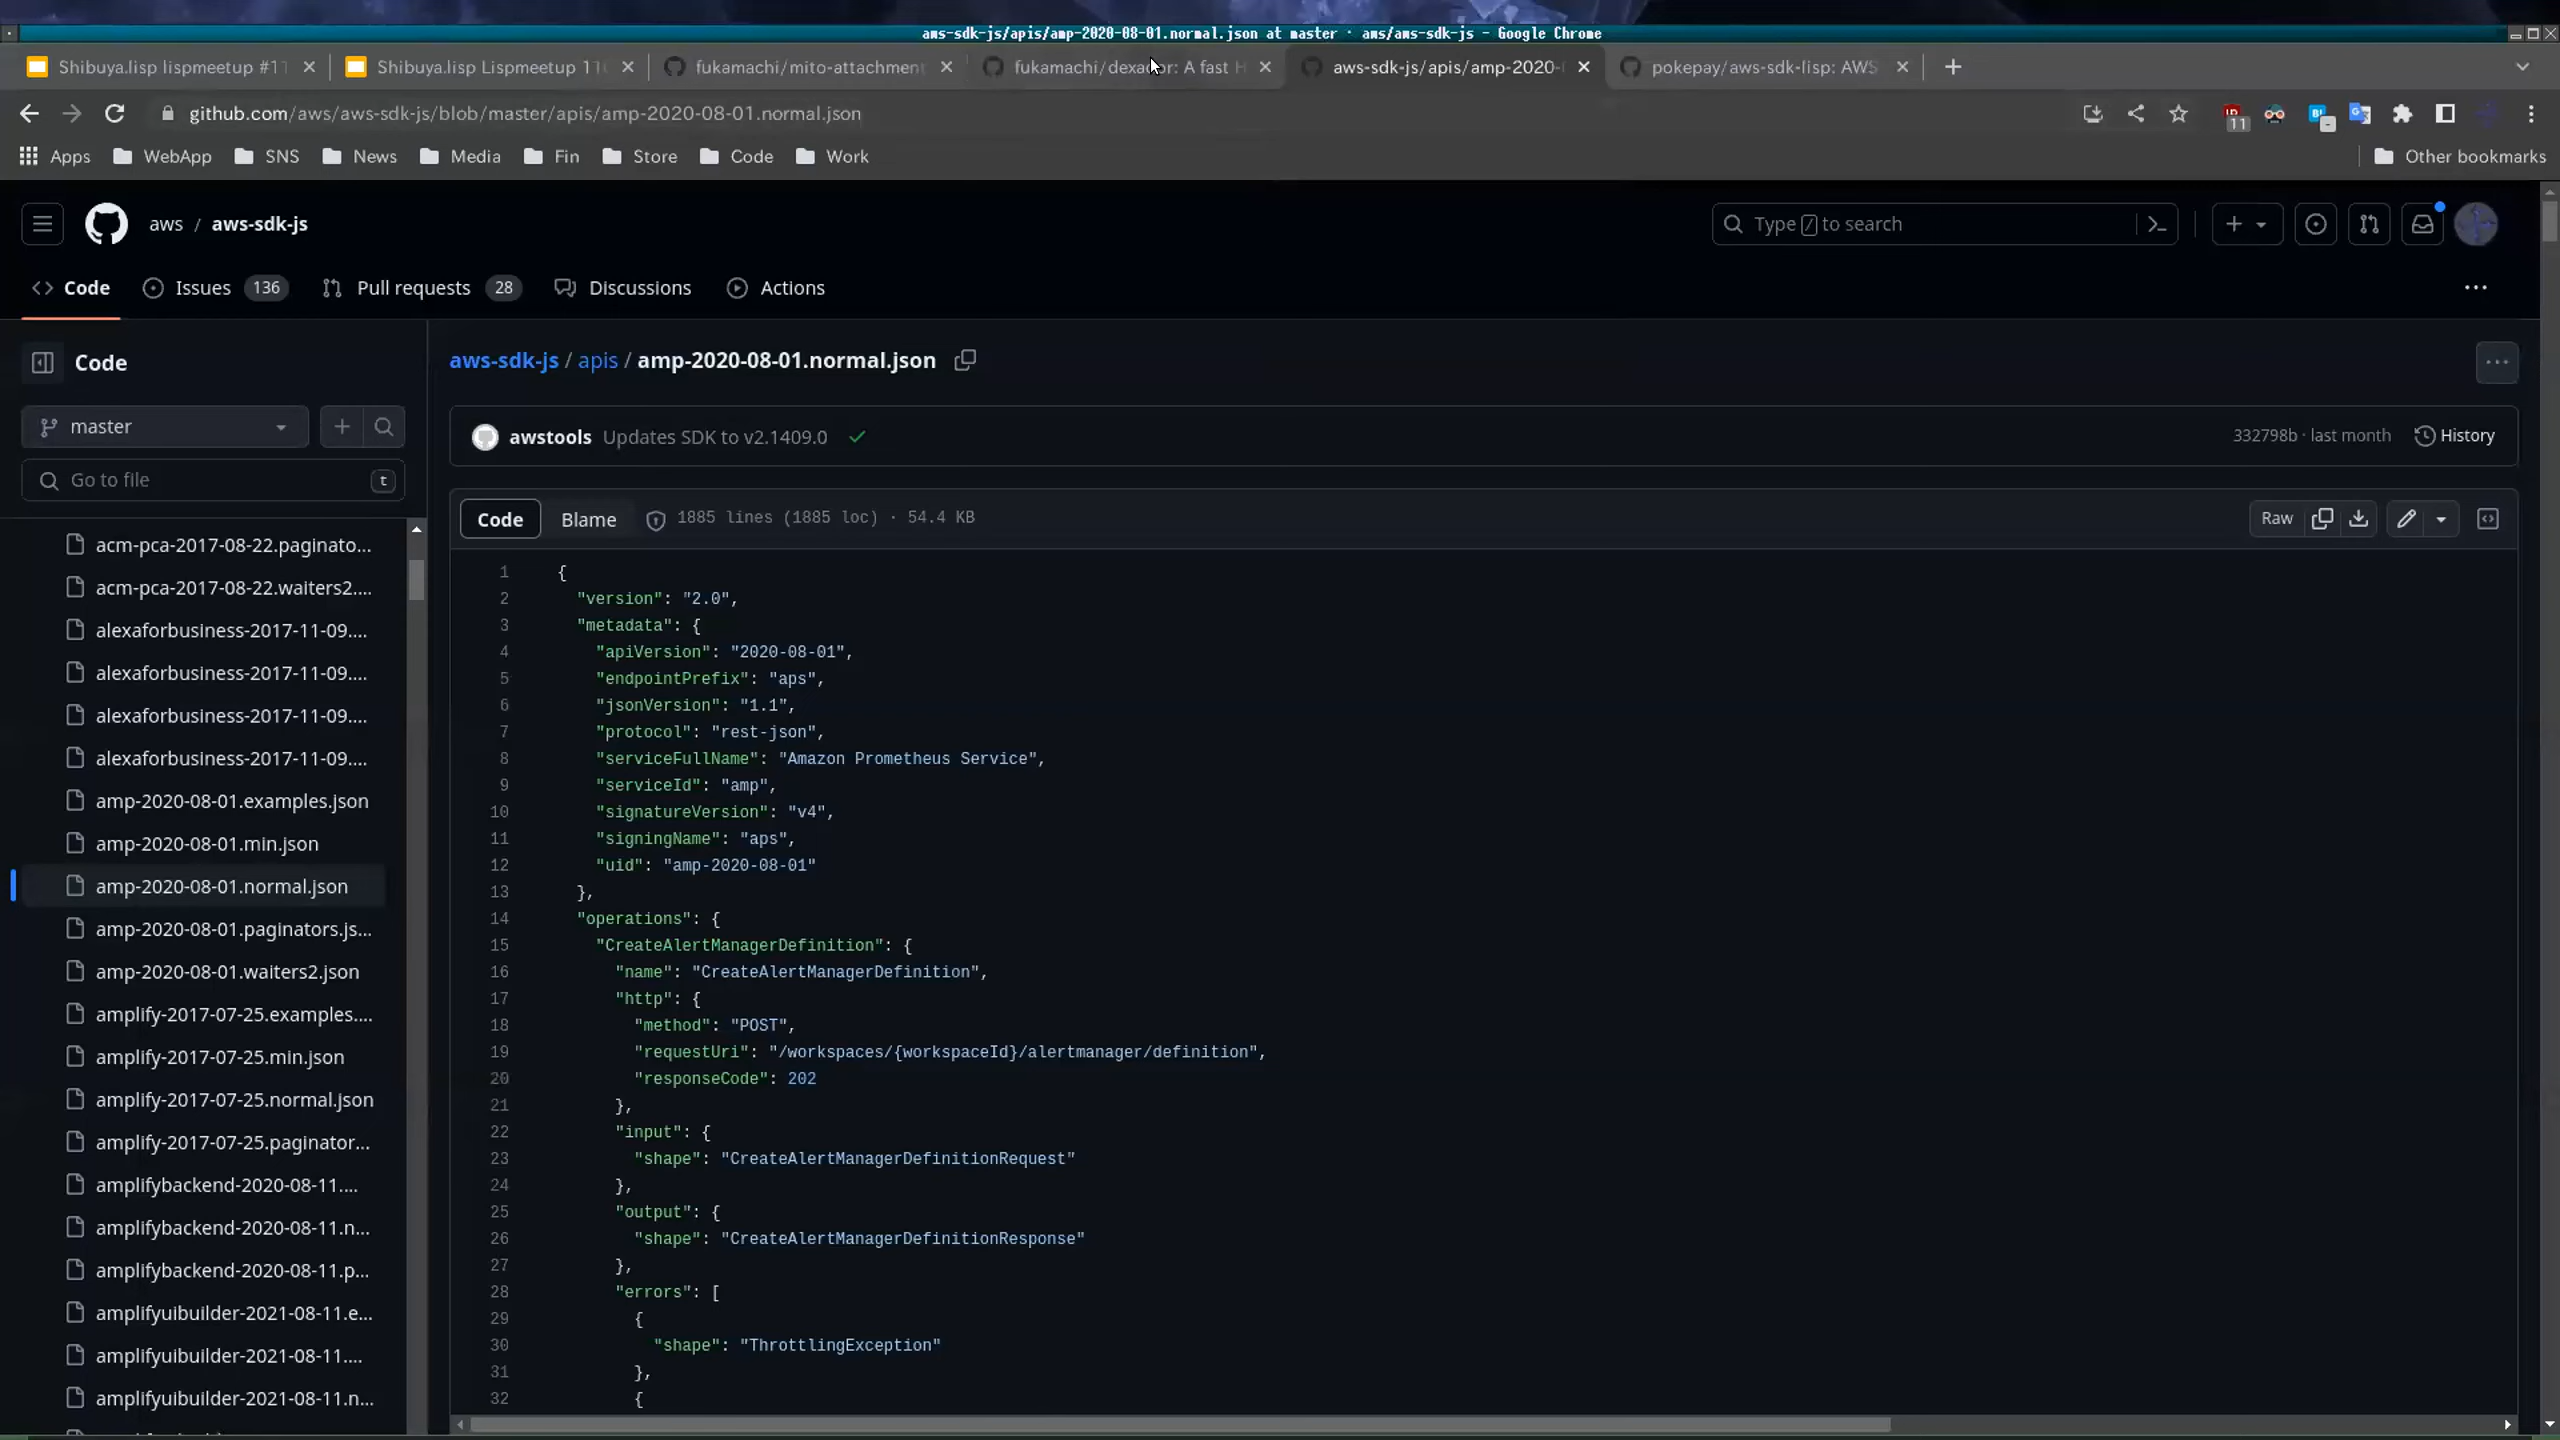 aws-sdk-js/apis/amp-2020-08-01.normal.json at master · aws/aws-sdk-js - Google Chrome
Shibuya.lisp lispmeetup #11
Shibuya.lisp Lispmeetup 11
fukamachi/mito-attachment
fukamachi/dexador: A fast H
aws-sdk-js/apis/amp-2020-
pokepay/aws-sdk-lisp: AWS
github.com/aws/aws-sdk-js/blob/master/apis/amp-2020-08-01.normal.json
11
Apps WebApp SNS News Media Fin Store Code Work Other bookmarks
aws / aws-sdk-js
Type / to search
Code Issues 136 Pull requests 28 Discussions Actions
Code
master
Go to file t
acm-pca-2017-08-22.paginato...
acm-pca-2017-08-22.waiters2....
alexaforbusiness-2017-11-09....
alexaforbusiness-2017-11-09....
alexaforbusiness-2017-11-09....
alexaforbusiness-2017-11-09....
amp-2020-08-01.examples.json
amp-2020-08-01.min.json
amp-2020-08-01.normal.json
amp-2020-08-01.paginators.js...
amp-2020-08-01.waiters2.json
amplify-2017-07-25.examples....
amplify-2017-07-25.min.json
amplify-2017-07-25.normal.json
amplify-2017-07-25.paginator...
amplifybackend-2020-08-11....
amplifybackend-2020-08-11.n...
amplifybackend-2020-08-11.p...
amplifyuibuilder-2021-08-11.e...
amplifyuibuilder-2021-08-11....
amplifyuibuilder-2021-08-11.n...
aws-sdk-js / apis / amp-2020-08-01.normal.json
awstools Updates SDK to v2.1409.0
332798b · last month History
Code Blame 1885 lines (1885 loc) · 54.4 KB
Raw
1 {
2 "version": "2.0",
3 "metadata": {
4 "apiVersion": "2020-08-01",
5 "endpointPrefix": "aps",
6 "jsonVersion": "1.1",
7 "protocol": "rest-json",
8 "serviceFullName": "Amazon Prometheus Service",
9 "serviceId": "amp",
10 "signatureVersion": "v4",
11 "signingName": "aps",
12 "uid": "amp-2020-08-01"
13 },
14 "operations": {
15 "CreateAlertManagerDefinition": {
16 "name": "CreateAlertManagerDefinition",
17 "http": {
18 "method": "POST",
19 "requestUri": "/workspaces/{workspaceId}/alertmanager/definition",
20 "responseCode": 202
21 },
22 "input": {
23 "shape": "CreateAlertManagerDefinitionRequest"
24 },
25 "output": {
26 "shape": "CreateAlertManagerDefinitionResponse"
27 },
28 "errors": [
29 {
30 "shape": "ThrottlingException"
31 },
32 {